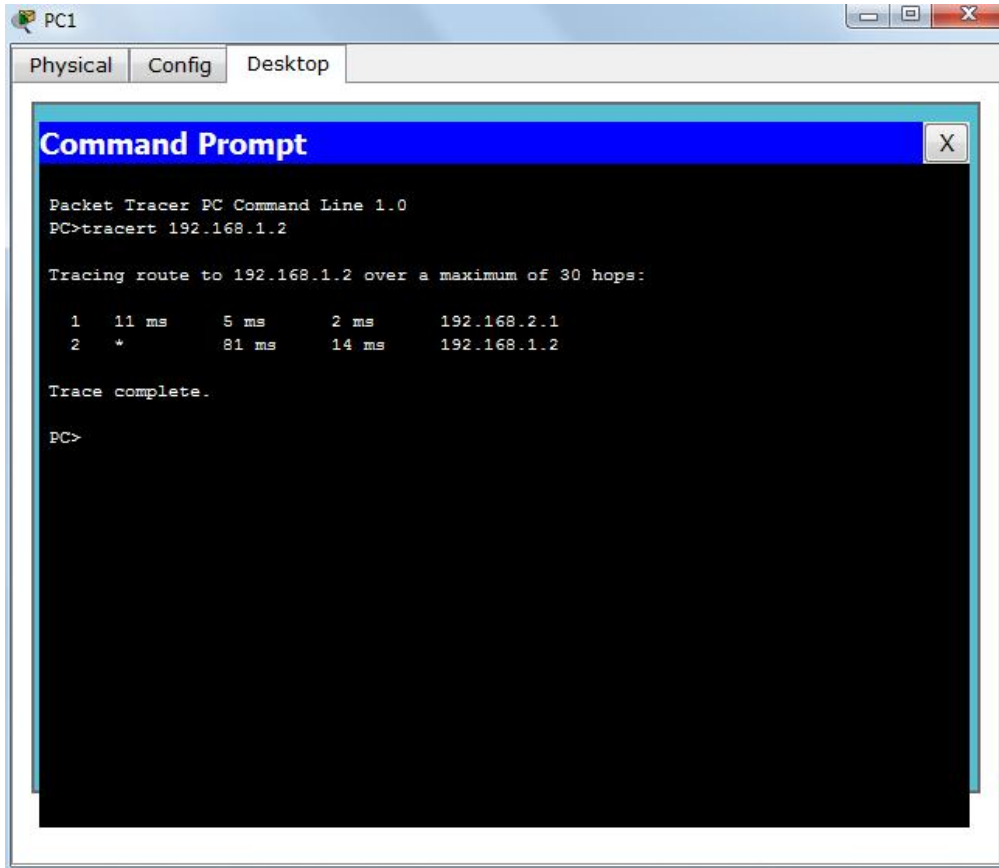 PC1
Physical Config Desktop
Command Prompt
X
Packet Tracer PC Command Line 1.0
PC>tracert 192.168.1.2
Tracing route to 192.168.1.2 over a maximum of 30 hops:
1 11 ms 5 ms 2 ms 192.168.2.1
2 * 81 ms 14 ms 192.168.1.2
Trace complete.
PC>